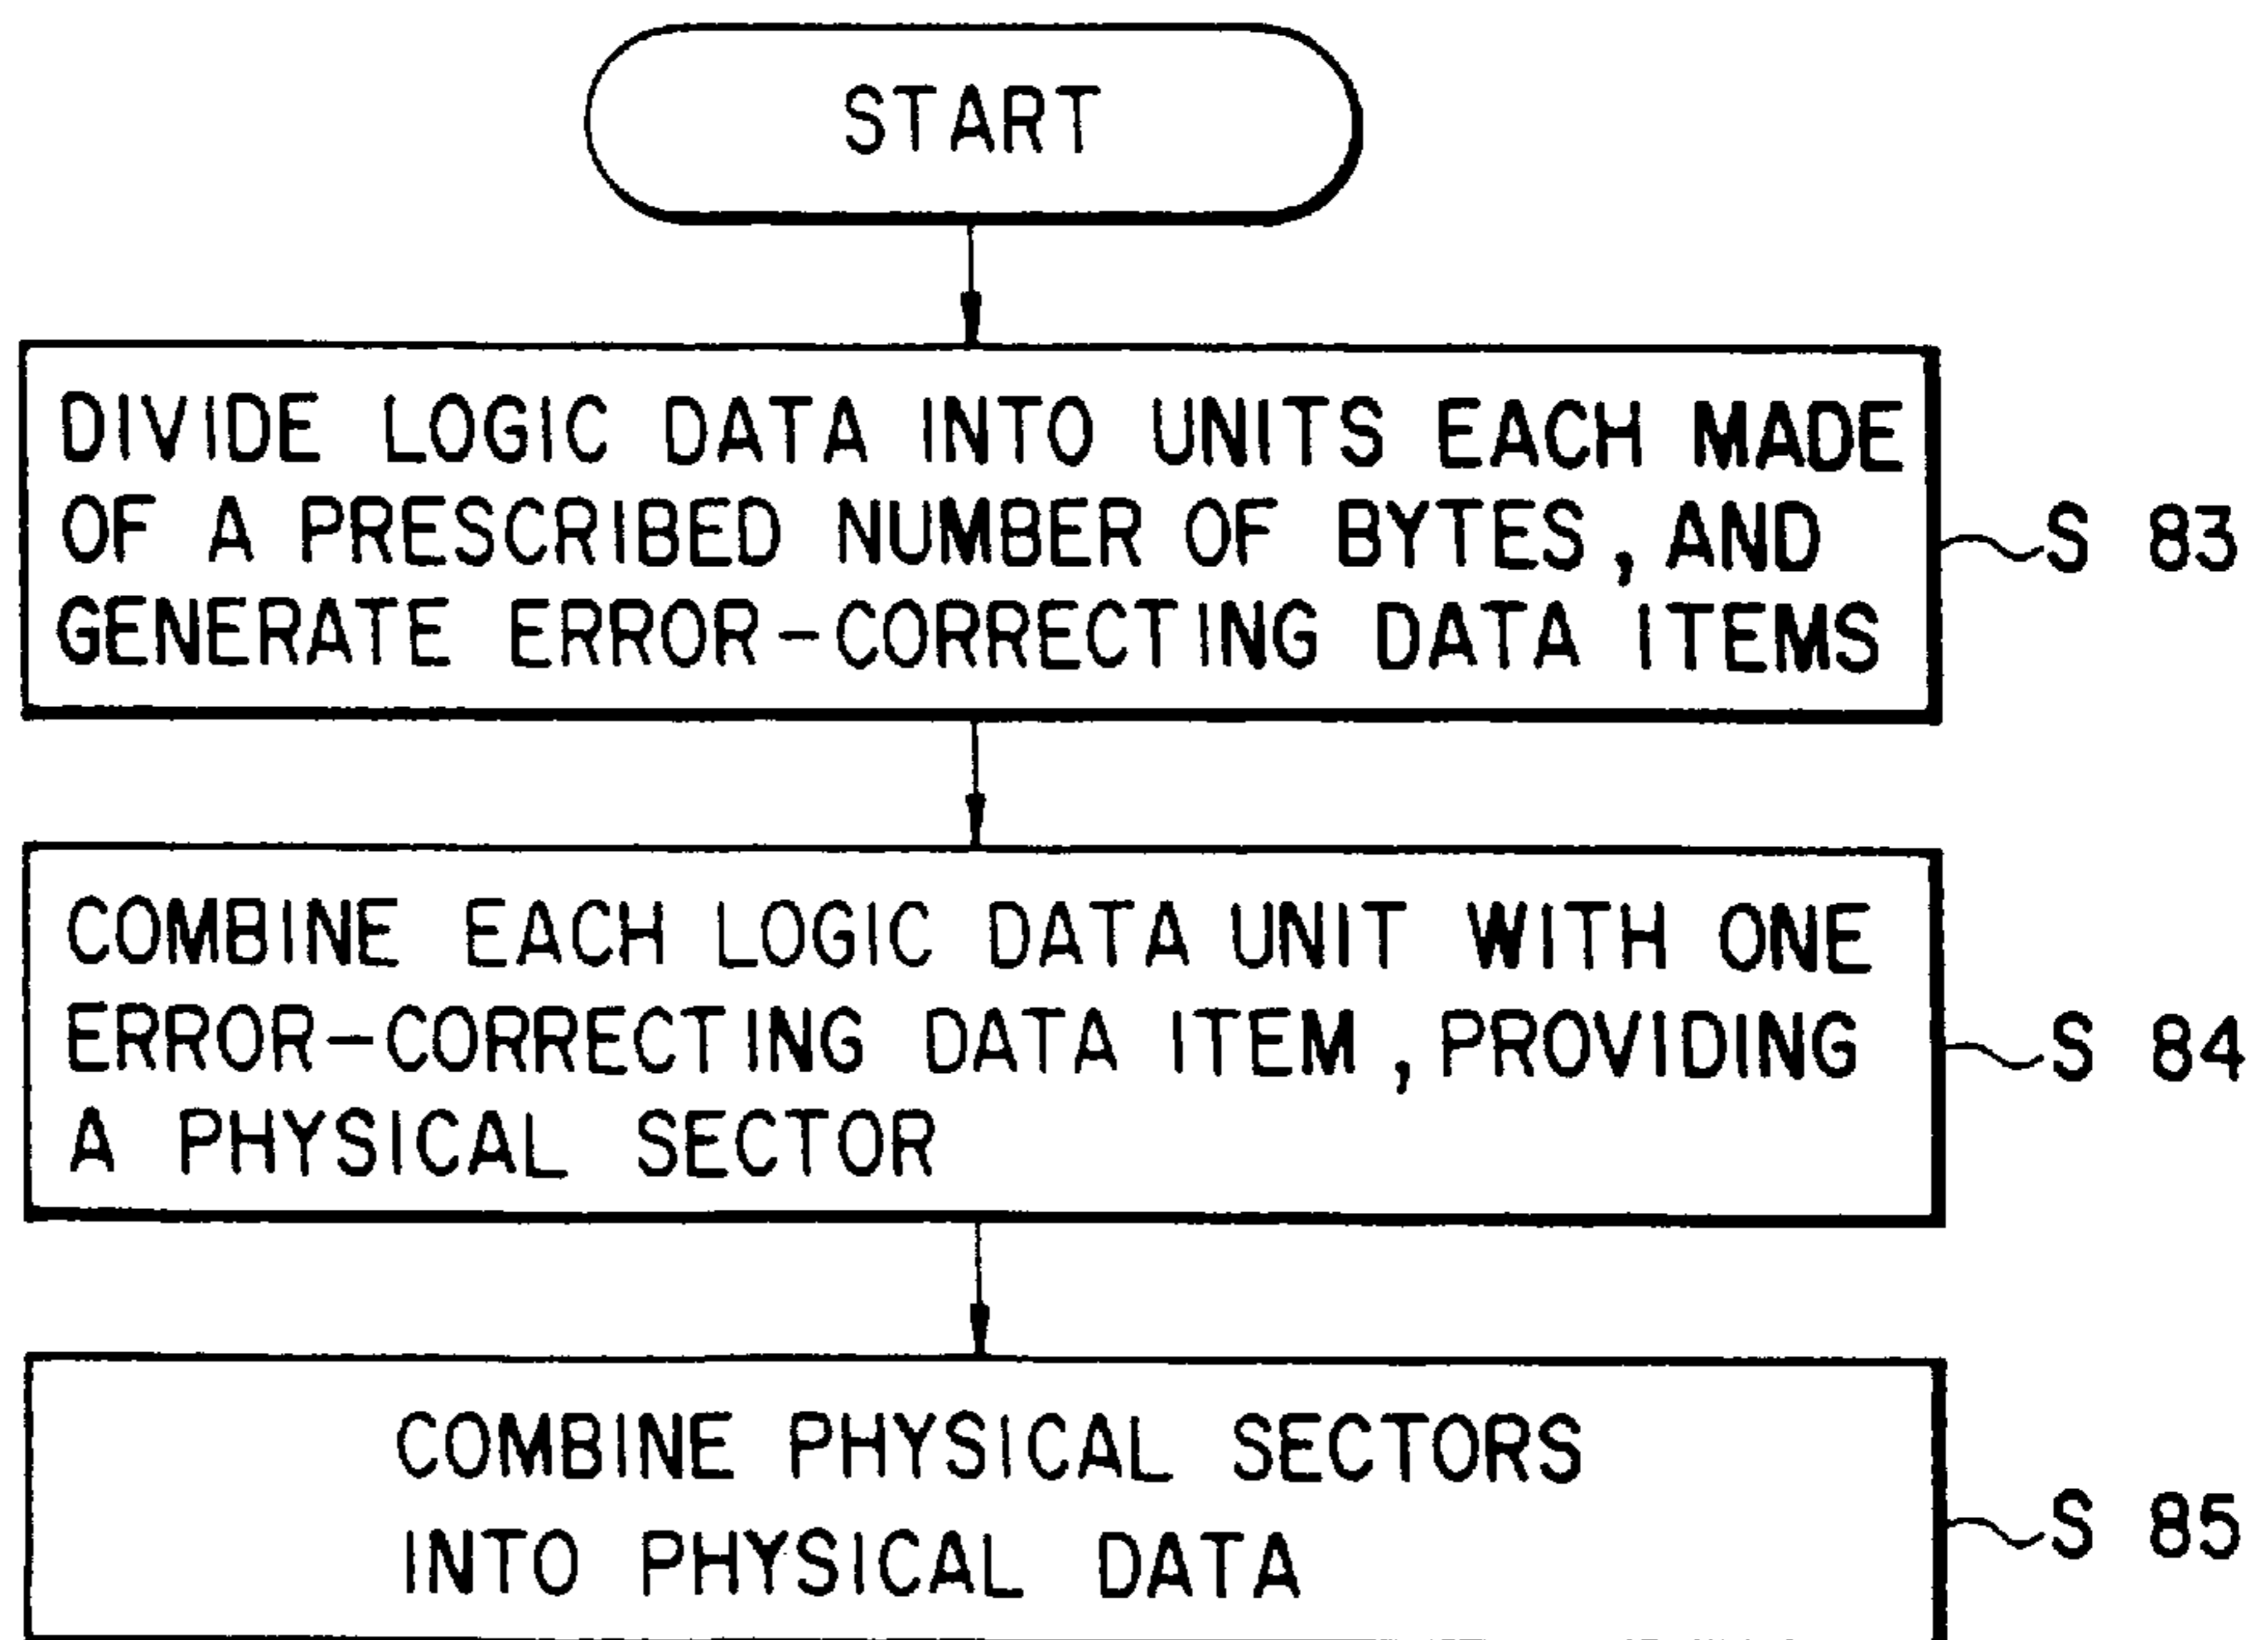 START
DIVIDE LOGIC DATA INTO UNITS EACH MADE
OF A PRESCRIBED NUMBER OF BYTES, AND
GENERATE ERROR-CORRECTING DATA ITEMS
S 83
COMBINE EACH LOGIC DATA UNIT WITH ONE
ERROR-CORRECTING DATA ITEM, PROVIDING
A PHYSICAL SECTOR
S 84
COMBINE PHYSICAL SECTORS
INTO PHYSICAL DATA
S 85